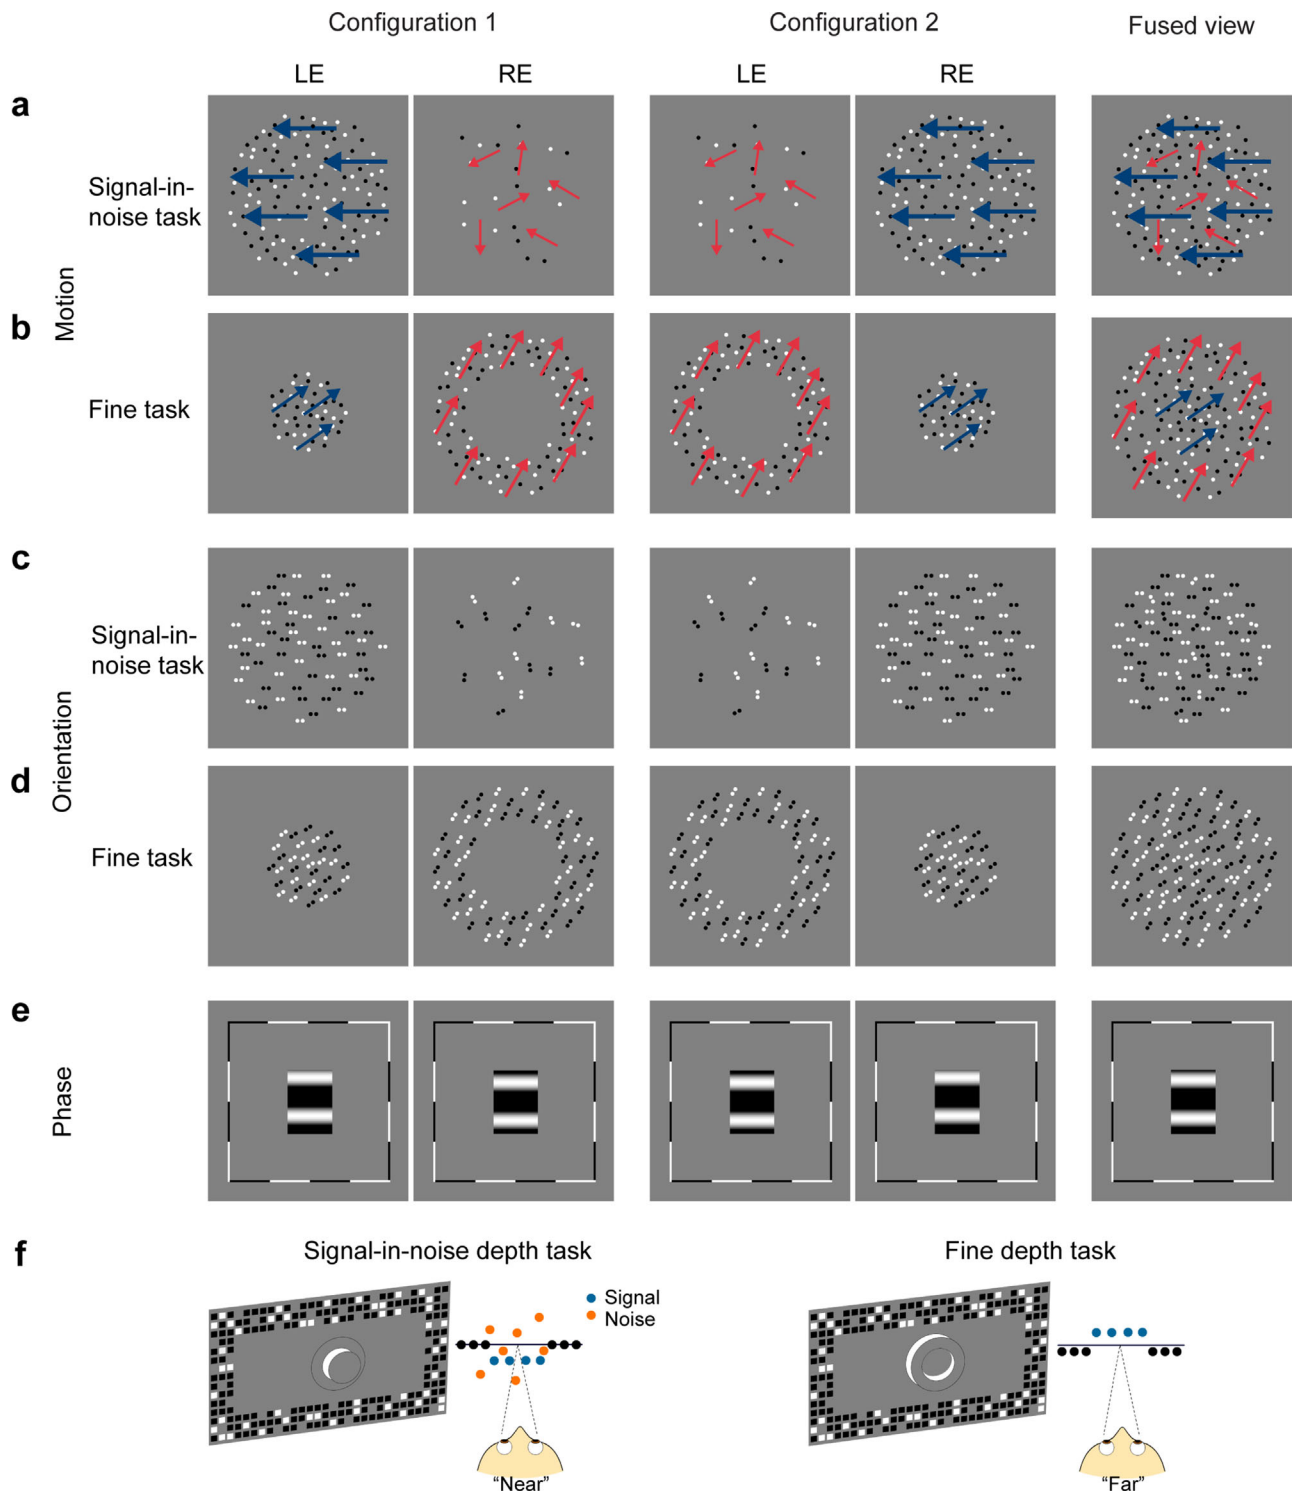 Configuration 1
Configuration 2
Fused view
LE
RE
LE
RE
a
Signal-in-
noise task
Motion
b
Fine task
c
Signal-in-
noise task
Orientation
d
Fine task
e
Phase
f
Signal-in-noise depth task
Fine depth task
Signal
Noise
"Near"
"Far"